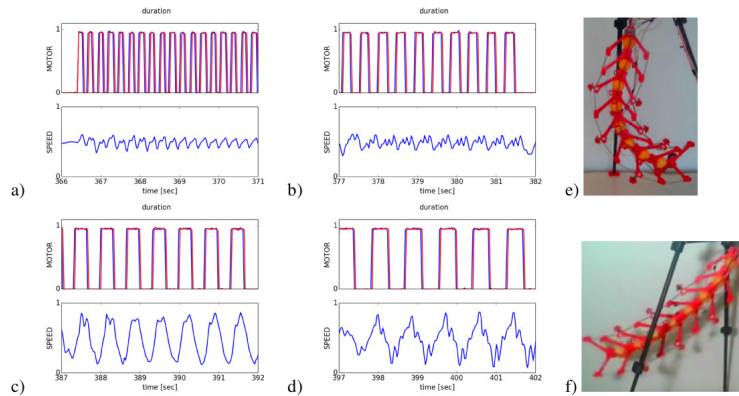 duration
MOTOR
1
0
SPEED
1
0
366 367 368 369 370 371
time [sec]
a)
duration
MOTOR
1
0
SPEED
1
0
377 378 379 380 381 382
time [sec]
b)
e)
duration
MOTOR
1
0
SPEED
1
0
387 388 389 390 391 392
time [sec]
c)
duration
MOTOR
1
0
SPEED
1
0
397 398 399 400 401 402
time [sec]
d)
f)